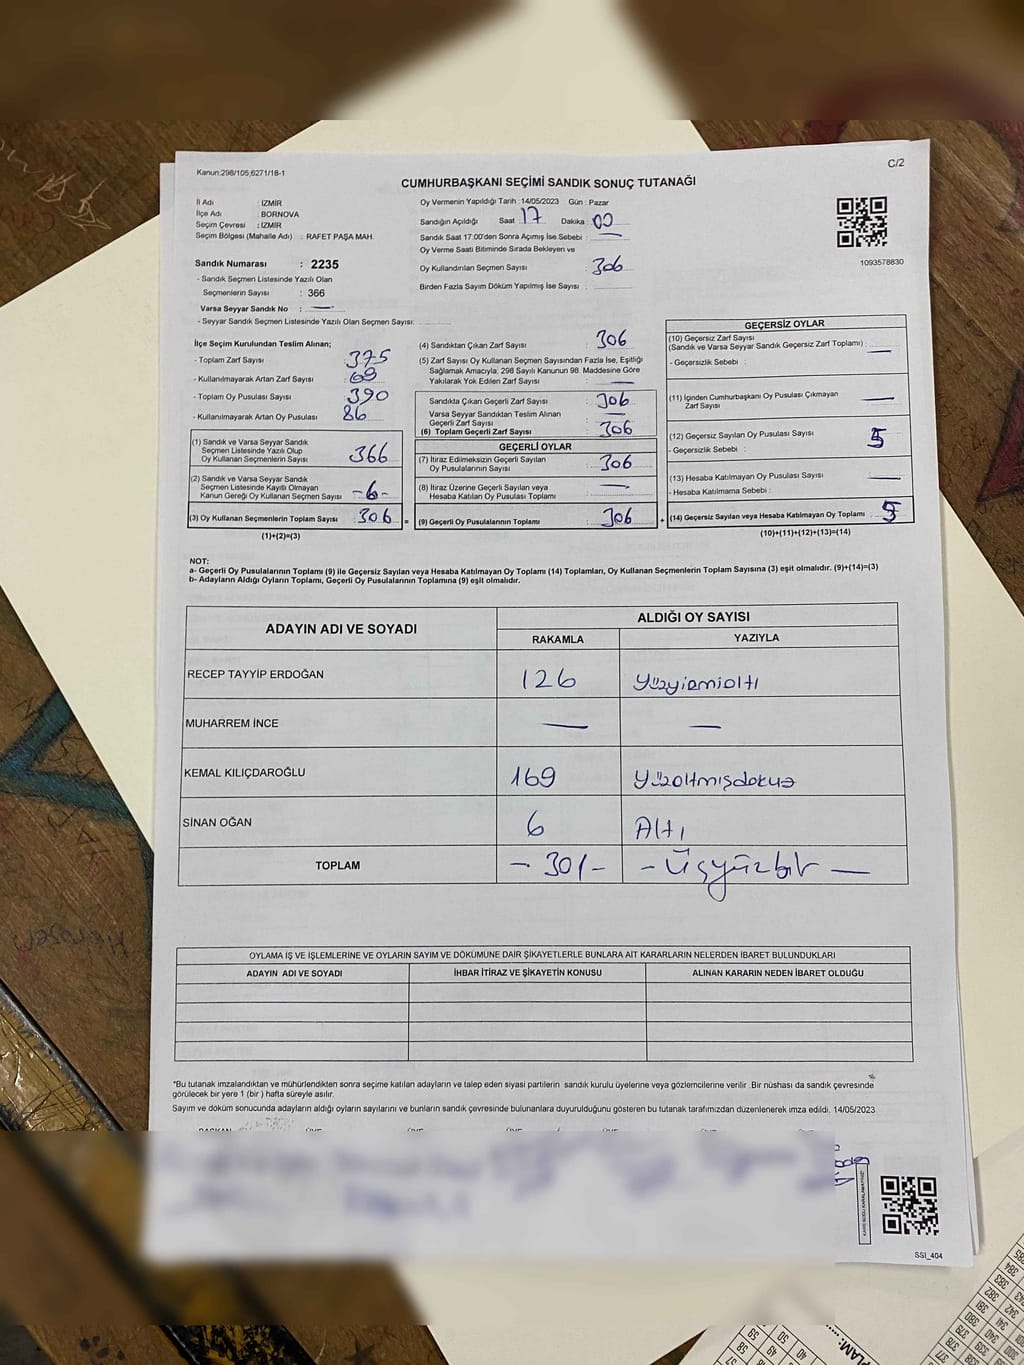 Kanun:298/105,6271/18-1
C/2
CUMHURBAŞKANI SEÇİMİ SANDIK SONUÇ TUTANAĞI
İl Adı : İZMİR
İlçe Adı : BORNOVA
Seçim Çevresi : İZMİR
Seçim Bölgesi (Mahalle Adı) : RAFET PAŞA MAH.
Sandık Numarası : 2235
- Sandık Seçmen Listesinde Yazılı Olan
Seçmenlerin Sayısı : 366
Varsa Seyyar Sandık No : —
- Seyyar Sandık Seçmen Listesinde Yazılı Olan Seçmen Sayısı:
Oy Vermenin Yapıldığı Tarih :14/05/2023 Gün : Pazar
Sandığın Açıldığı Saat 17 Dakika 00
Sandık Saat 17:00'den Sonra Açılmış İse Sebebi : —
Oy Verme Saati Bitiminde Sırada Bekleyen ve
Oy Kullandırılan Seçmen Sayısı : 306
Birden Fazla Sayım Döküm Yapılmış İse Sayısı :
1093578830
İlçe Seçim Kurulundan Teslim Alınan;
- Toplam Zarf Sayısı 375
- Kullanılmayarak Artan Zarf Sayısı 69
- Toplam Oy Pusulası Sayısı 390
- Kullanılmayarak Artan Oy Pusulası 86
(1) Sandık ve Varsa Seyyar Sandık
Seçmen Listesinde Yazılı Olup
Oy Kullanan Seçmenlerin Sayısı 366
(2) Sandık ve Varsa Seyyar Sandık
Seçmen Listesinde Kayıtlı Olmayan
Kanun Gereği Oy Kullanan Seçmen Sayısı -6-
(3) Oy Kullanan Seçmenlerin Toplam Sayısı 306 =
(1)+(2)=(3)
(4) Sandıktan Çıkan Zarf Sayısı 306
(5) Zarf Sayısı Oy Kullanan Seçmen Sayısından Fazla İse, Eşitliği
Sağlamak Amacıyla; 298 Sayılı Kanunun 98. Maddesine Göre
Yakılarak Yok Edilen Zarf Sayısı : —
Sandıkta Çıkan Geçerli Zarf Sayısı : 306
Varsa Seyyar Sandıktan Teslim Alınan
Geçerli Zarf Sayısı : —
(6) Toplam Geçerli Zarf Sayısı : 306
GEÇERLİ OYLAR
(7) İtiraz Edilmeksizin Geçerli Sayılan
Oy Pusulalarının Sayısı : 306
(8) İtiraz Üzerine Geçerli Sayılan veya
Hesaba Katılan Oy Pusulası Toplamı : —
(9) Geçerli Oy Pusulalarının Toplamı : 306 +
GEÇERSİZ OYLAR
(10) Geçersiz Zarf Sayısı
(Sandık ve Varsa Seyyar Sandık Geçersiz Zarf Toplamı) : —
- Geçersizlik Sebebi :
(11) İçinden Cumhurbaşkanı Oy Pusulası Çıkmayan
Zarf Sayısı : —
(12) Geçersiz Sayılan Oy Pusulası Sayısı : 5
- Geçersizlik Sebebi :
(13) Hesaba Katılmayan Oy Pusulası Sayısı : —
- Hesaba Katılmama Sebebi :
(14) Geçersiz Sayılan veya Hesaba Katılmayan Oy Toplamı : 5
(10)+(11)+(12)+(13)=(14)
NOT:
a- Geçerli Oy Pusulalarının Toplamı (9) ile Geçersiz Sayılan veya Hesaba Katılmayan Oy Toplamı (14) Toplamları, Oy Kullanan Seçmenlerin Toplam Sayısına (3) eşit olmalıdır. (9)+(14)=(3)
b- Adayların Aldığı Oyların Toplamı, Geçerli Oy Pusulalarının Toplamına (9) eşit olmalıdır.
ADAYIN ADI VE SOYADI
ALDIĞI OY SAYISI
RAKAMLA YAZIYLA
RECEP TAYYİP ERDOĞAN 126 Yüzyirmialtı
MUHARREM İNCE — —
KEMAL KILIÇDAROĞLU 169 Yüzaltmışdokuz
SİNAN OĞAN 6 Altı
TOPLAM - 301 - - Üçyüzbir —
OYLAMA İŞ VE İŞLEMLERİNE VE OYLARIN SAYIM VE DÖKÜMÜNE DAİR ŞİKAYETLERLE BUNLARA AİT KARARLARIN NELERDEN İBARET BULUNDUKLARI
ADAYIN ADI VE SOYADI İHBAR İTİRAZ VE ŞİKAYETİN KONUSU ALINAN KARARIN NEDEN İBARET OLDUĞU
*Bu tutanak imzalandıktan ve mühürlendikten sonra seçime katılan adayların ve talep eden siyasi partilerin sandık kurulu üyelerine veya gözlemcilerine verilir .Bir nüshası da sandık çevresinde
görülecek bir yere 1 (bir ) hafta süreyle asılır.
Sayım ve döküm sonucunda adayların aldığı oyların sayılarını ve bunların sandık çevresinde bulunanlara duyurulduğunu gösteren bu tutanak tarafımızdan düzenlenerek imza edildi. 14/05/2023
SSI_404